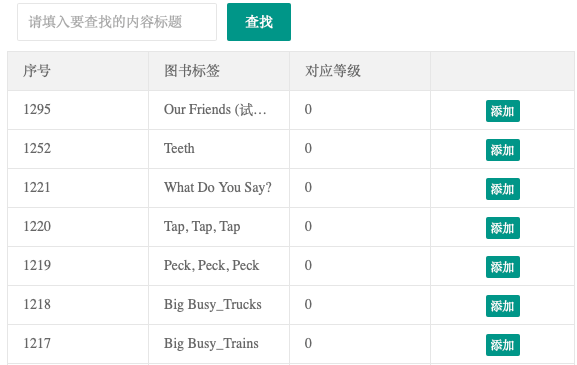 请填入要查找的内容标题 查找
序号 图书标签 对应等级
1295 Our Friends (试... 0 添加
1252 Teeth 0 添加
1221 What Do You Say? 0 添加
1220 Tap, Tap, Tap 0 添加
1219 Peck, Peck, Peck 0 添加
1218 Big Busy_Trucks 0 添加
1217 Big Busy_Trains 0 添加